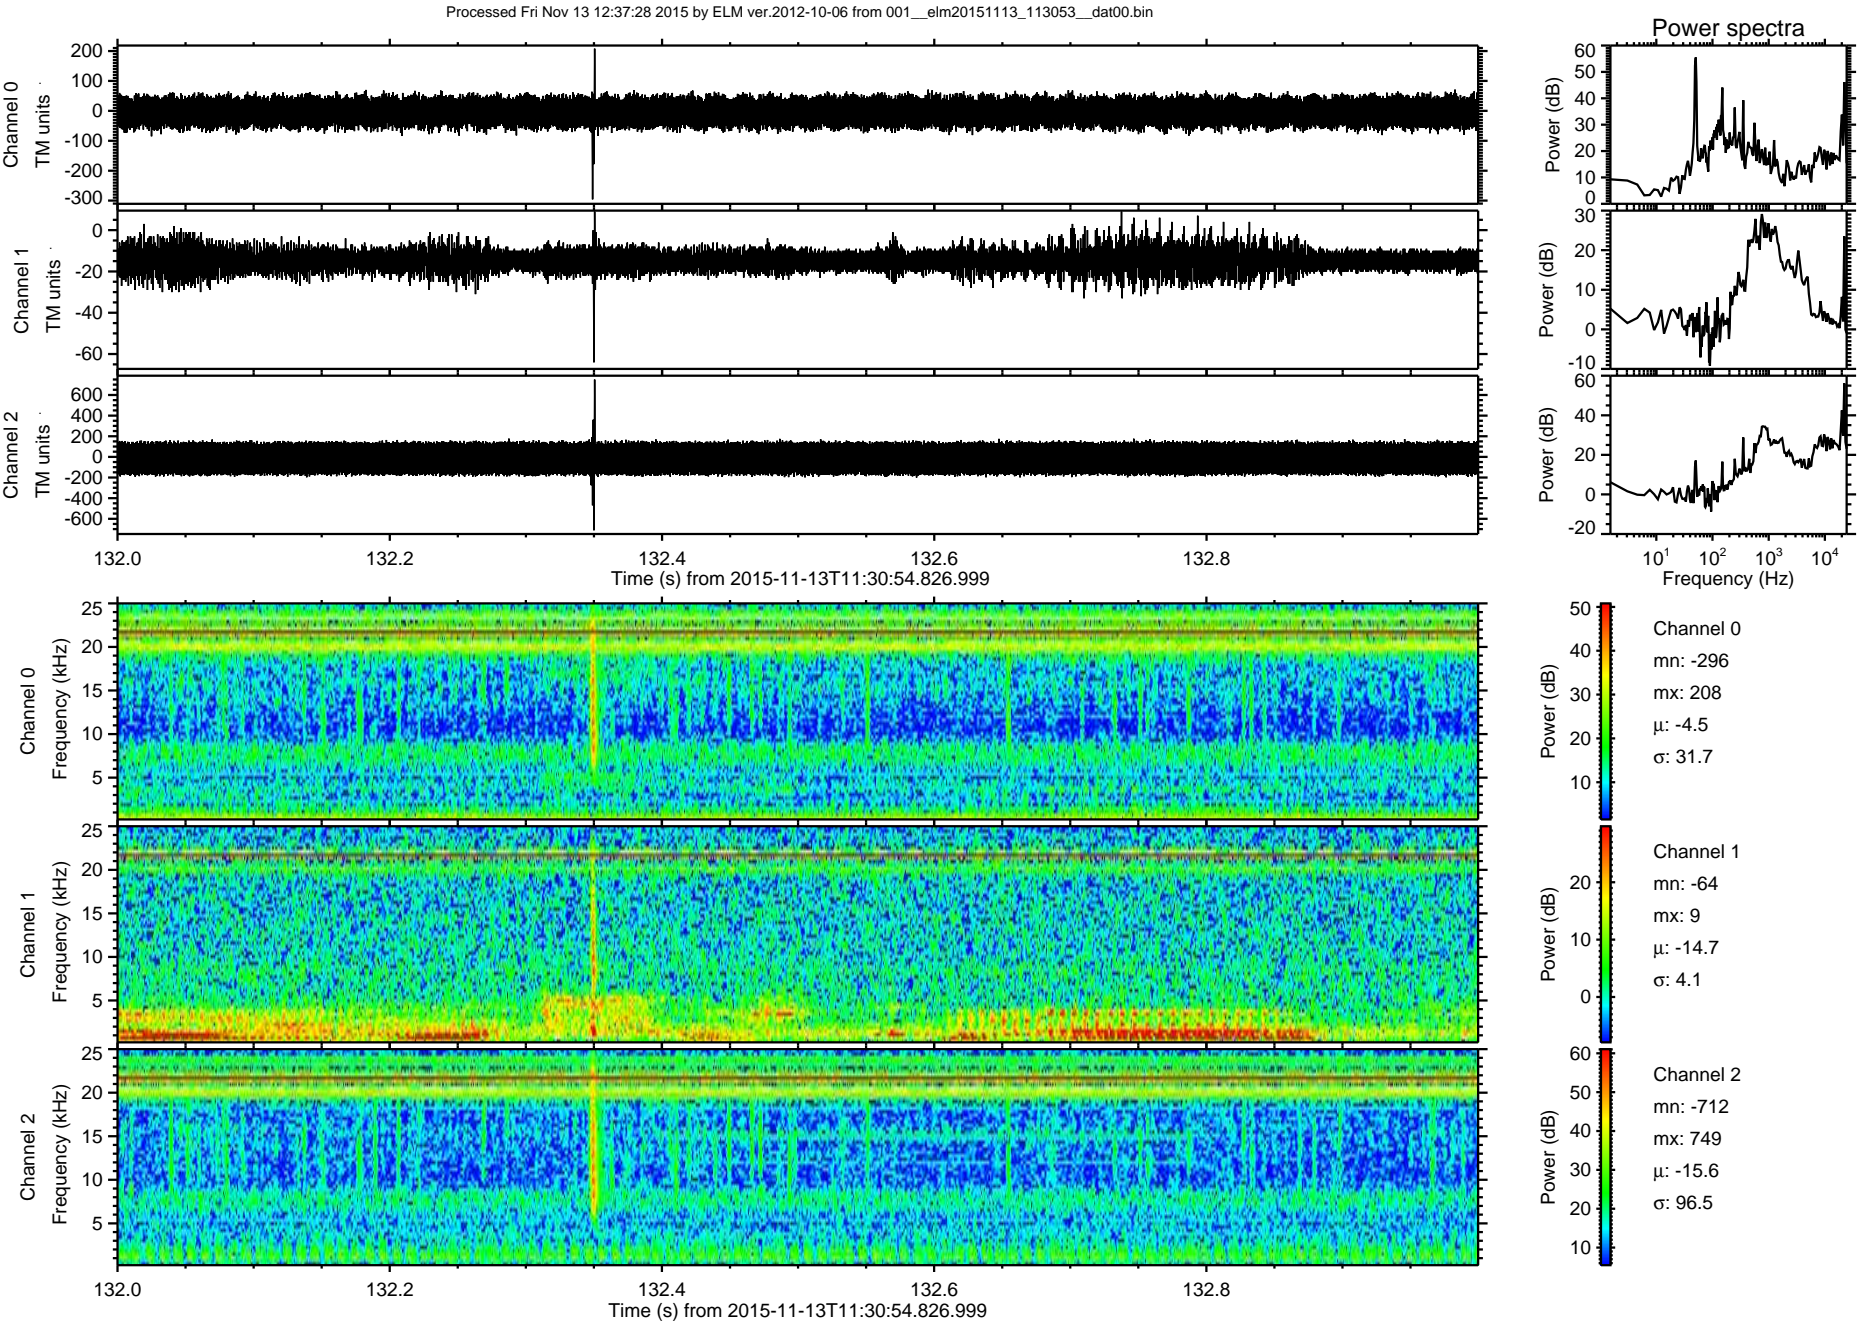 Processed Fri Nov 13 12:37:28 2015 by ELM ver.2012-10-06 from 001__elm20151113_113053__dat00.bin
Power spectra
Channel 0
TM units
200
100
0
-100
-200
-300
Power (dB)
60
50
40
30
20
10
0
Channel 1
TM units
0
-20
-40
-60
Power (dB)
30
20
10
0
-10
Channel 2
TM units
600
400
200
0
-200
-400
-600
Power (dB)
60
40
20
0
-20
132.0 132.2 132.4 132.6 132.8
Time (s) from 2015-11-13T11:30:54.826.999
10^1 10^2 10^3 10^4
Frequency (Hz)
Channel 0
Frequency (kHz)
25
20
15
10
5
Power (dB)
50
40
30
20
10
Channel 0
mn: -296
mx: 208
μ: -4.5
σ: 31.7
Channel 1
Frequency (kHz)
25
20
15
10
5
Power (dB)
20
10
0
Channel 1
mn: -64
mx: 9
μ: -14.7
σ: 4.1
Channel 2
Frequency (kHz)
25
20
15
10
5
Power (dB)
60
50
40
30
20
10
Channel 2
mn: -712
mx: 749
μ: -15.6
σ: 96.5
132.0 132.2 132.4 132.6 132.8
Time (s) from 2015-11-13T11:30:54.826.999